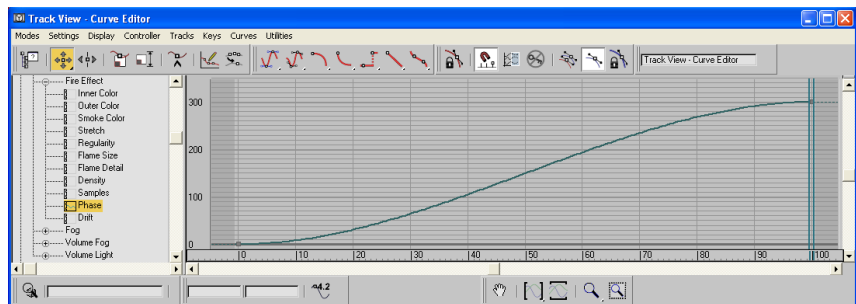 Track View - Curve Editor
Modes Settings Display Controller Tracks Keys Curves Utilities
Track View - Curve Editor
Fire Effect
Inner Color
Outer Color
Smoke Color
Stretch
Regularity
Flame Size
Flame Detail
Density
Samples
Phase
Drift
Fog
Volume Fog
Volume Light
300
200
100
0
0 10 20 30 40 50 60 70 80 90 100
4.2